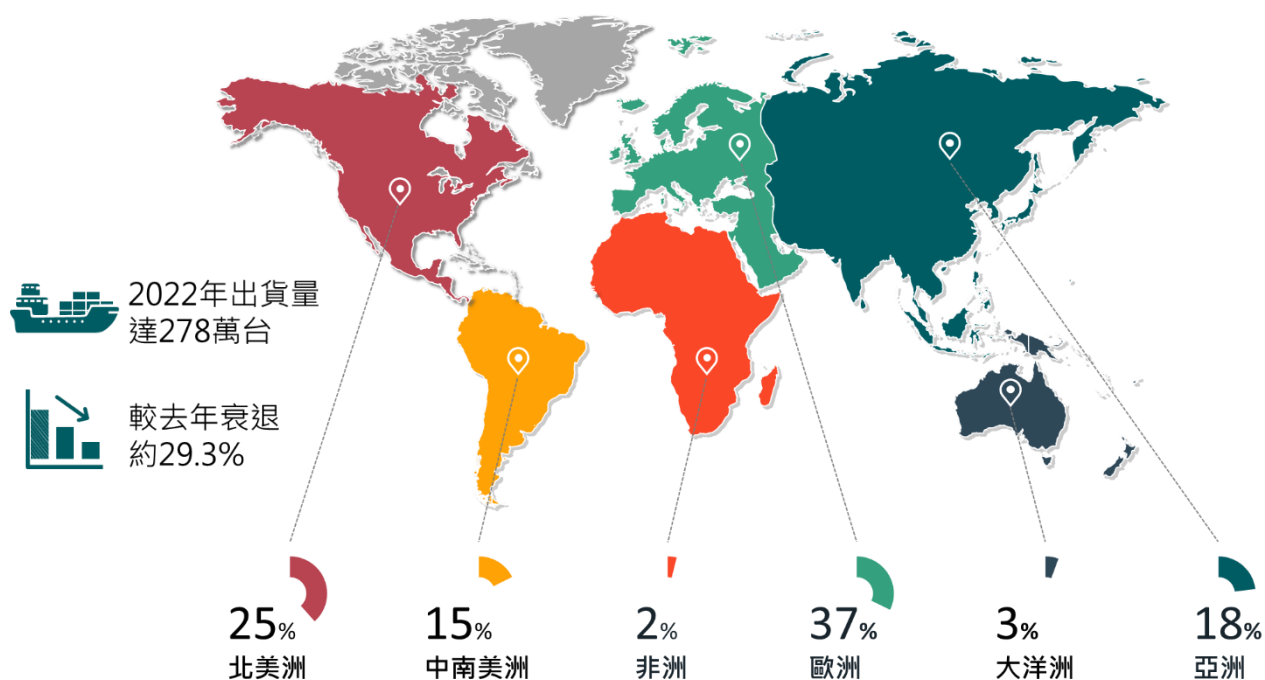 2022年出貨量
達278萬台
較去年衰退
約29.3%
25%
北美洲
15%
中南美洲
2%
非洲
37%
歐洲
3%
大洋洲
18%
亞洲